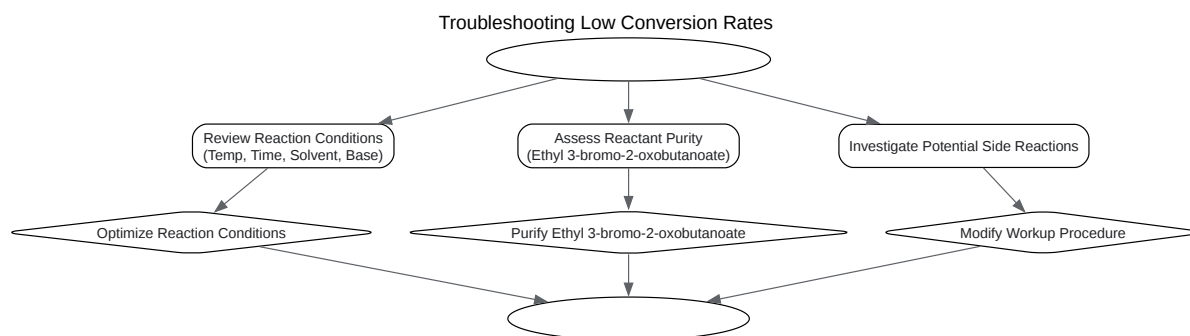 Troubleshooting Low Conversion Rates
Review Reaction Conditions
(Temp, Time, Solvent, Base)
Assess Reactant Purity
(Ethyl 3-bromo-2-oxobutanoate)
Investigate Potential Side Reactions
Optimize Reaction Conditions
Purify Ethyl 3-bromo-2-oxobutanoate
Modify Workup Procedure